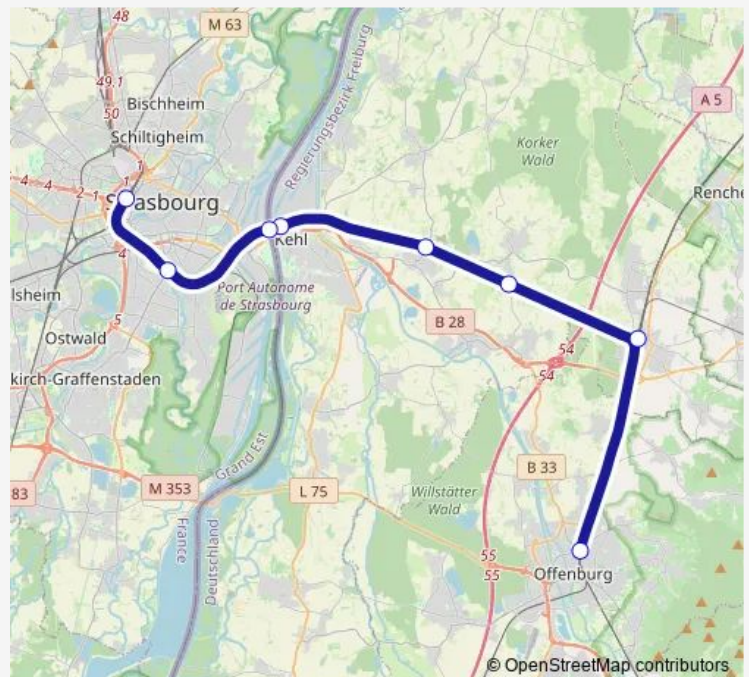 48
M 63
49,1
50
Bischheim
Schiltigheim
Regierungsbezirk Freiburg
A 5
Korker
Wald
1
4
4
2
1
1
Renche
Strasbourg
Kehl
4
Port Autonome
de Strasbourg
lsheim
5
B 28
Ostwald
54
54
kirch-Graffenstaden
Grand Est
B 33
83
M 353
L 75
Willstätter
Wald
France
Deutschland
55
55
Offenburg
© OpenStreetMap contributors